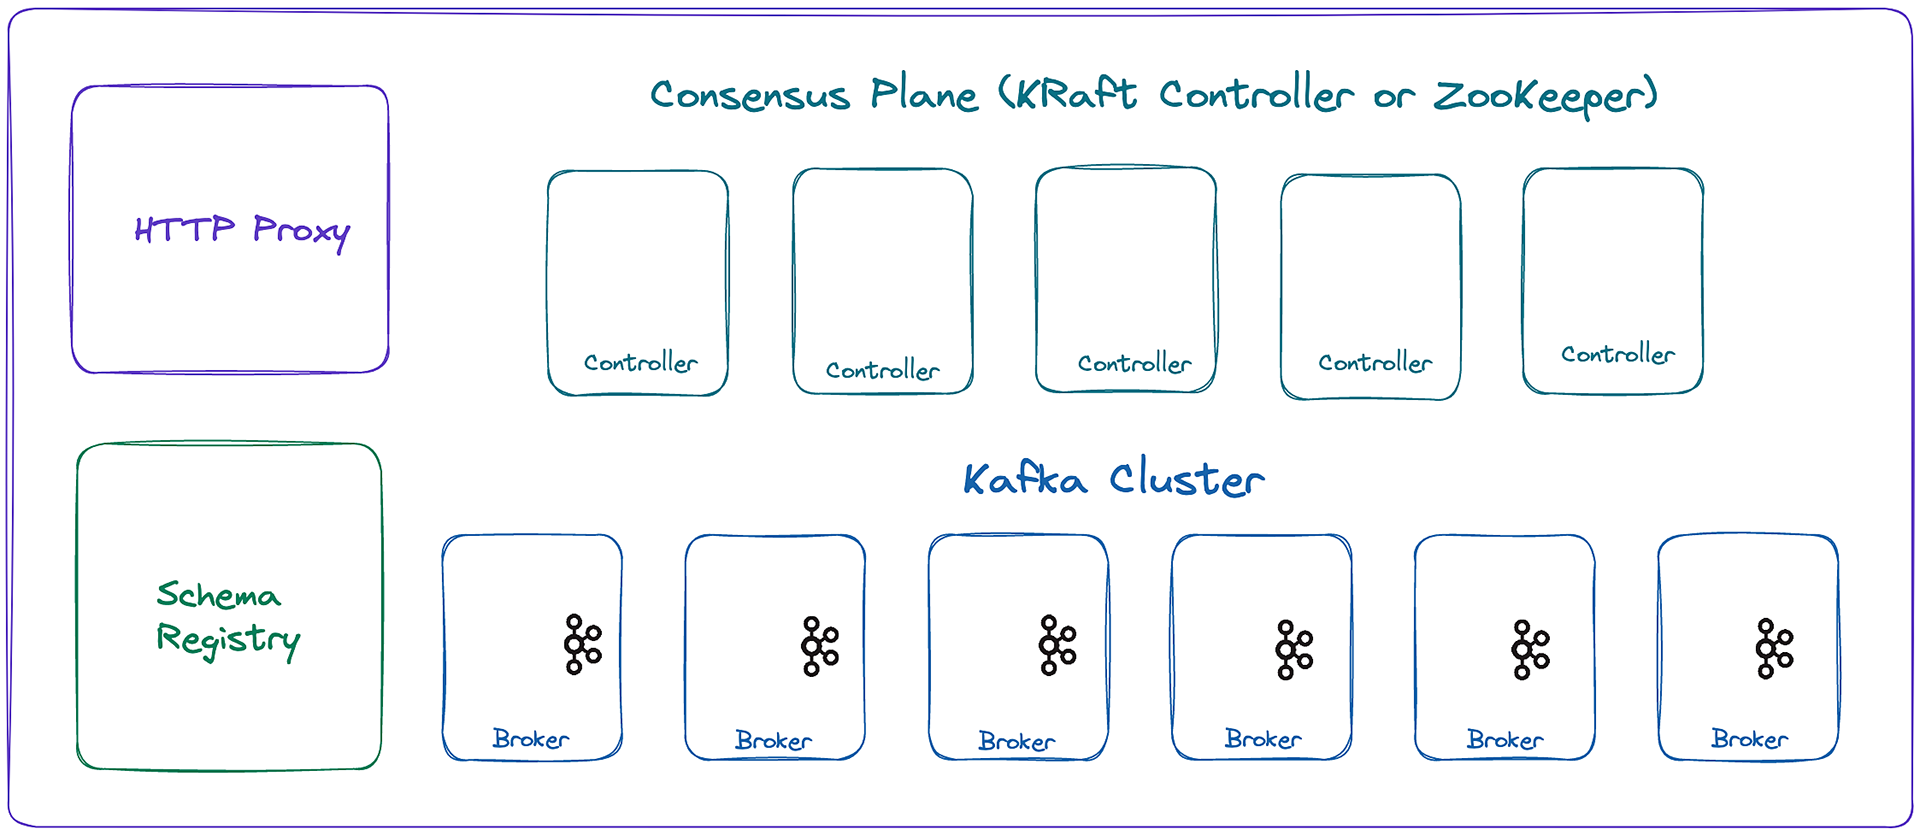 HTTP Proxy
Consensus Plane (KRaft Controller or ZooKeeper)
Controller
Controller
Controller
Controller
Controller
Schema
Registry
Kafka Cluster
Broker
Broker
Broker
Broker
Broker
Broker